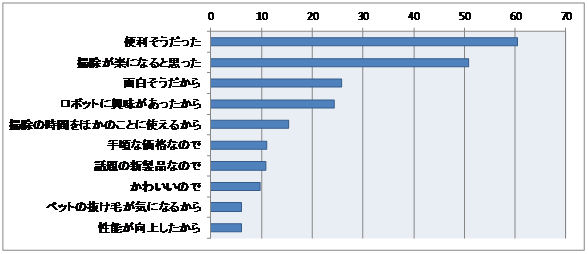 0 10 20 30 40 50 60 70
便利そうだった
掃除が楽になると思った
面白そうだから
ロボットに興味があったから
掃除の時間をほかのことに使えるから
手頃な価格なので
話題の新製品なので
かわいいので
ペットの抜け毛が気になるから
性能が向上したから